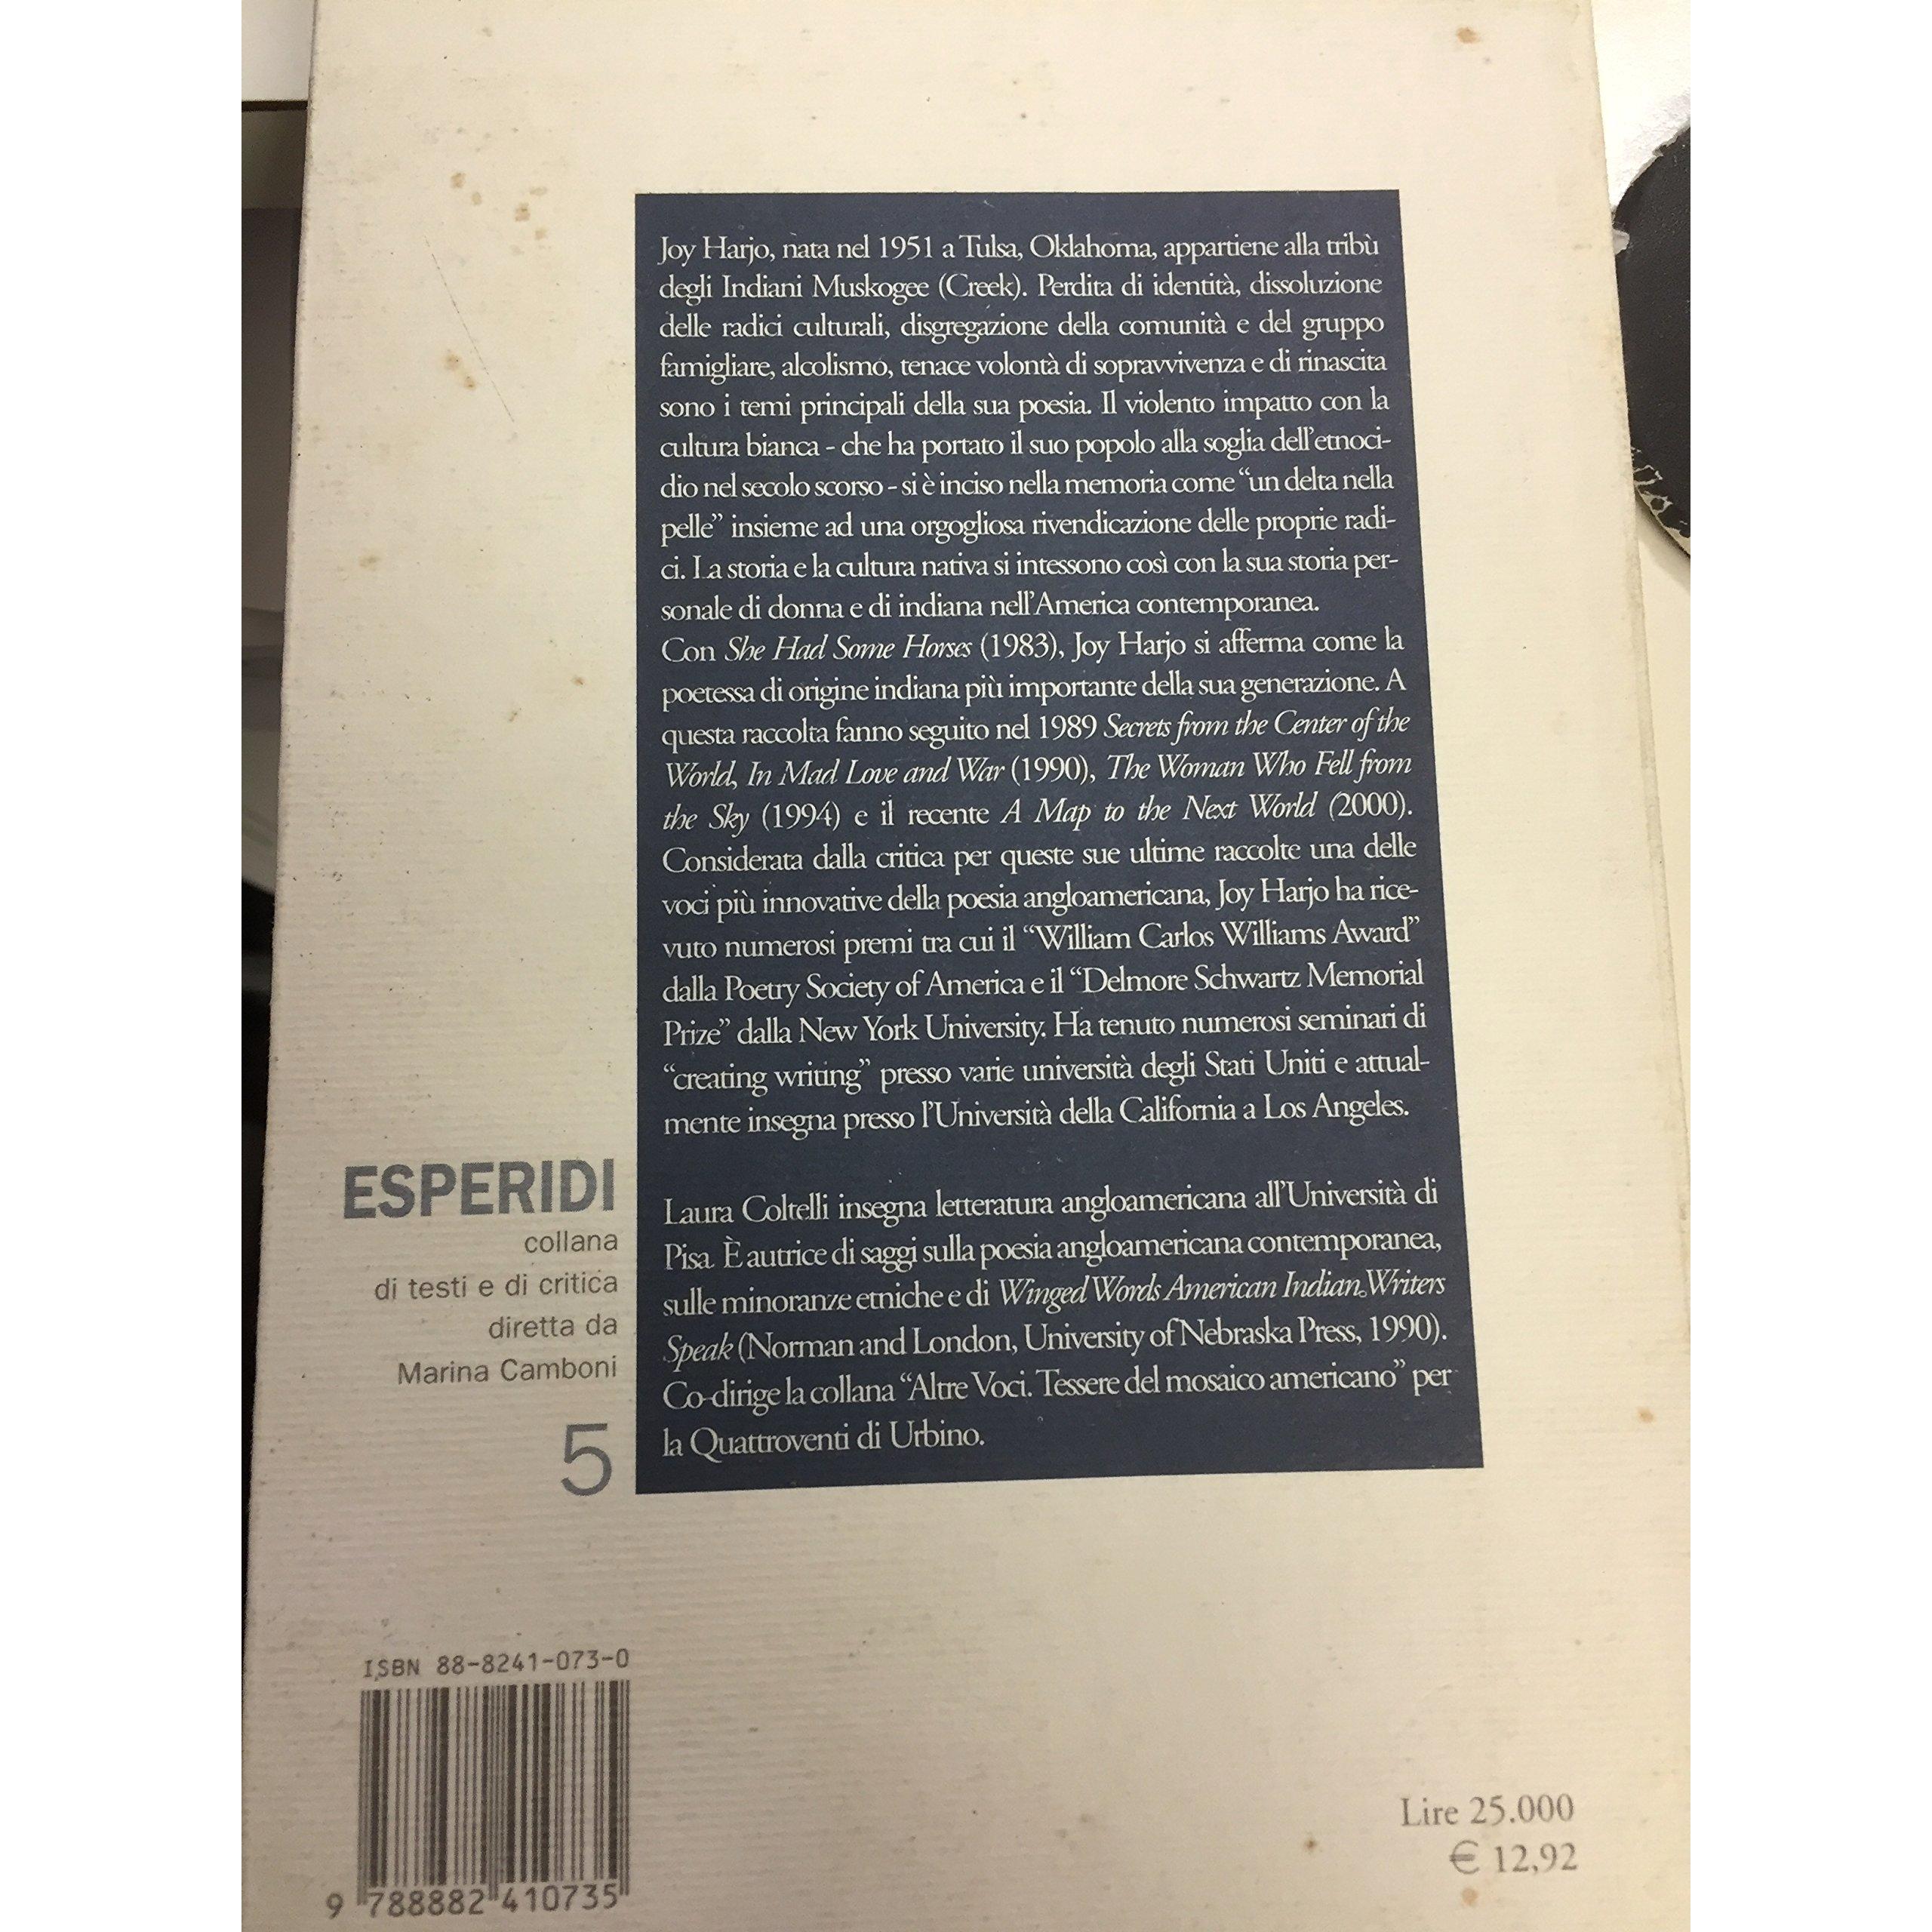 Joy Harjo, nata nel 1951 a Tulsa, Oklahoma, appartiene alla tribù
degli Indiani Muskogee (Creek). Perdita di identità, dissoluzione
delle radici culturali, disgregazione della comunità e del gruppo
famigliare, alcolismo, tenace volontà di sopravvivenza e di rinascita
sono i temi principali della sua poesia. Il violento impatto con la
cultura bianca - che ha portato il suo popolo alla soglia dell'etnoci-
dio nel secolo scorso - si è inciso nella memoria come “un delta nella
pelle” insieme ad una orgogliosa rivendicazione delle proprie radi-
ci. La storia e la cultura nativa si intessono così con la sua storia per-
sonale di donna e di indiana nell'America contemporanea.
Con She Had Some Horses (1983), Joy Harjo si afferma come la
poetessa di origine indiana più importante della sua generazione. A
questa raccolta fanno seguito nel 1989 Secrets from the Center of the
World, In Mad Love and War (1990), The Woman Who Fell from
the Sky (1994) e il recente A Map to the Next World (2000).
Considerata dalla critica per queste sue ultime raccolte una delle
voci più innovative della poesia angloamericana, Joy Harjo ha rice-
vuto numerosi premi tra cui il “William Carlos Williams Award”
dalla Poetry Society of America e il “Delmore Schwartz Memorial
Prize” dalla New York University. Ha tenuto numerosi seminari di
“creating writing” presso varie università degli Stati Uniti e attual-
mente insegna presso l'Università della California a Los Angeles.
Laura Coltelli insegna letteratura angloamericana all'Università di
Pisa. È autrice di saggi sulla poesia angloamericana contemporanea,
sulle minoranze etniche e di Winged Words American Indian Writers
Speak (Norman and London, University of Nebraska Press, 1990).
Co-dirige la collana “Altre Voci. Tessere del mosaico americano” per
la Quattroventi di Urbino.
ESPERIDI
collana
di testi e di critica
diretta da
Marina Camboni
5
ISBN 88-8241-073-0
9 788882 410735
Lire 25.000
€ 12,92